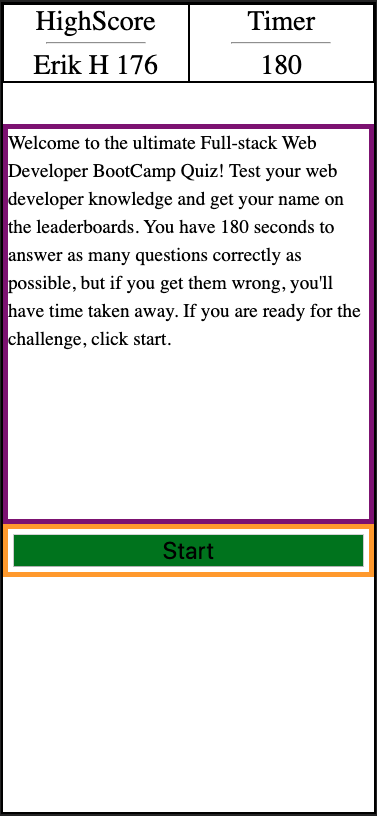 HighScore
Erik H 176
Timer
180
Welcome to the ultimate Full-stack Web
Developer BootCamp Quiz! Test your web
developer knowledge and get your name on
the leaderboards. You have 180 seconds to
answer as many questions correctly as
possible, but if you get them wrong, you'll
have time taken away. If you are ready for the
challenge, click start.
Start